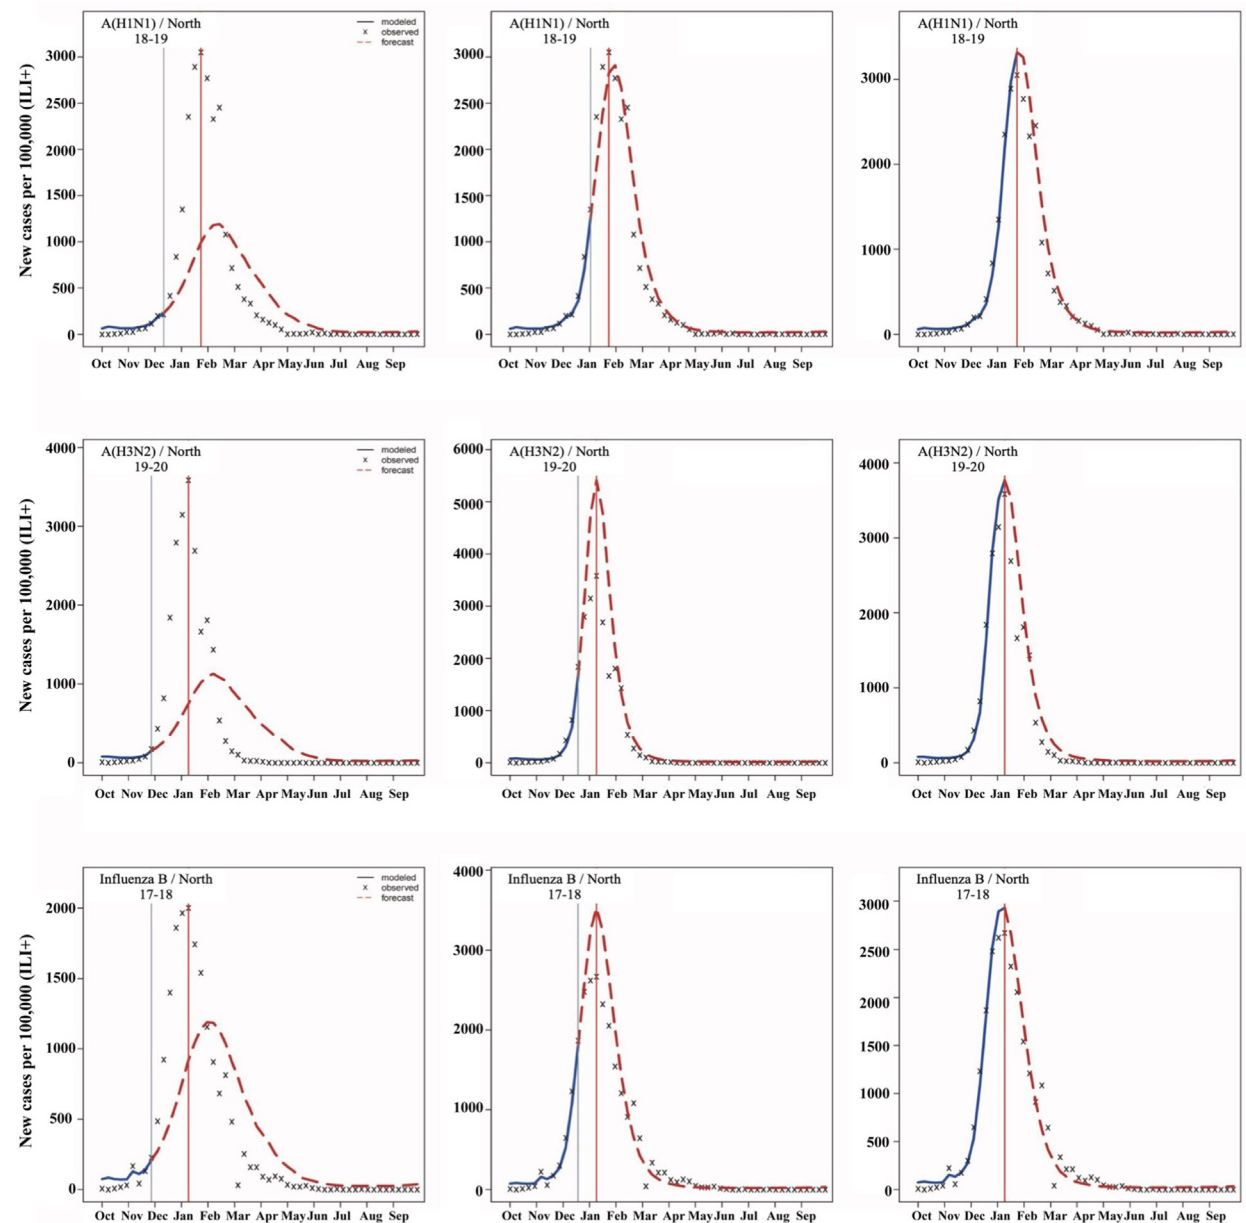 A(H1N1) / North
18-19
modeled
observed
forecast
New cases per 100,000 (ILI+)
3000
2500
2000
1500
1000
500
0
Oct Nov Dec Jan Feb Mar Apr May Jun Jul Aug Sep
A(H1N1) / North
18-19
3000
2500
2000
1500
1000
500
0
Oct Nov Dec Jan Feb Mar Apr May Jun Jul Aug Sep
A(H1N1) / North
18-19
3000
2000
1000
0
Oct Nov Dec Jan Feb Mar Apr May Jun Jul Aug Sep
A(H3N2) / North
19-20
modeled
observed
forecast
New cases per 100,000 (ILI+)
4000
3000
2000
1000
0
Oct Nov Dec Jan Feb Mar Apr May Jun Jul Aug Sep
A(H3N2) / North
19-20
6000
5000
4000
3000
2000
1000
0
Oct Nov Dec Jan Feb Mar Apr May Jun Jul Aug Sep
A(H3N2) / North
19-20
4000
3000
2000
1000
0
Oct Nov Dec Jan Feb Mar Apr May Jun Jul Aug Sep
Influenza B / North
17-18
modeled
observed
forecast
New cases per 100,000 (ILI+)
2000
1500
1000
500
0
Oct Nov Dec Jan Feb Mar Apr May Jun Jul Aug Sep
Influenza B / North
17-18
4000
3000
2000
1000
0
Oct Nov Dec Jan Feb Mar Apr May Jun Jul Aug Sep
Influenza B / North
17-18
3000
2500
2000
1500
1000
500
0
Oct Nov Dec Jan Feb Mar Apr May Jun Jul Aug Sep